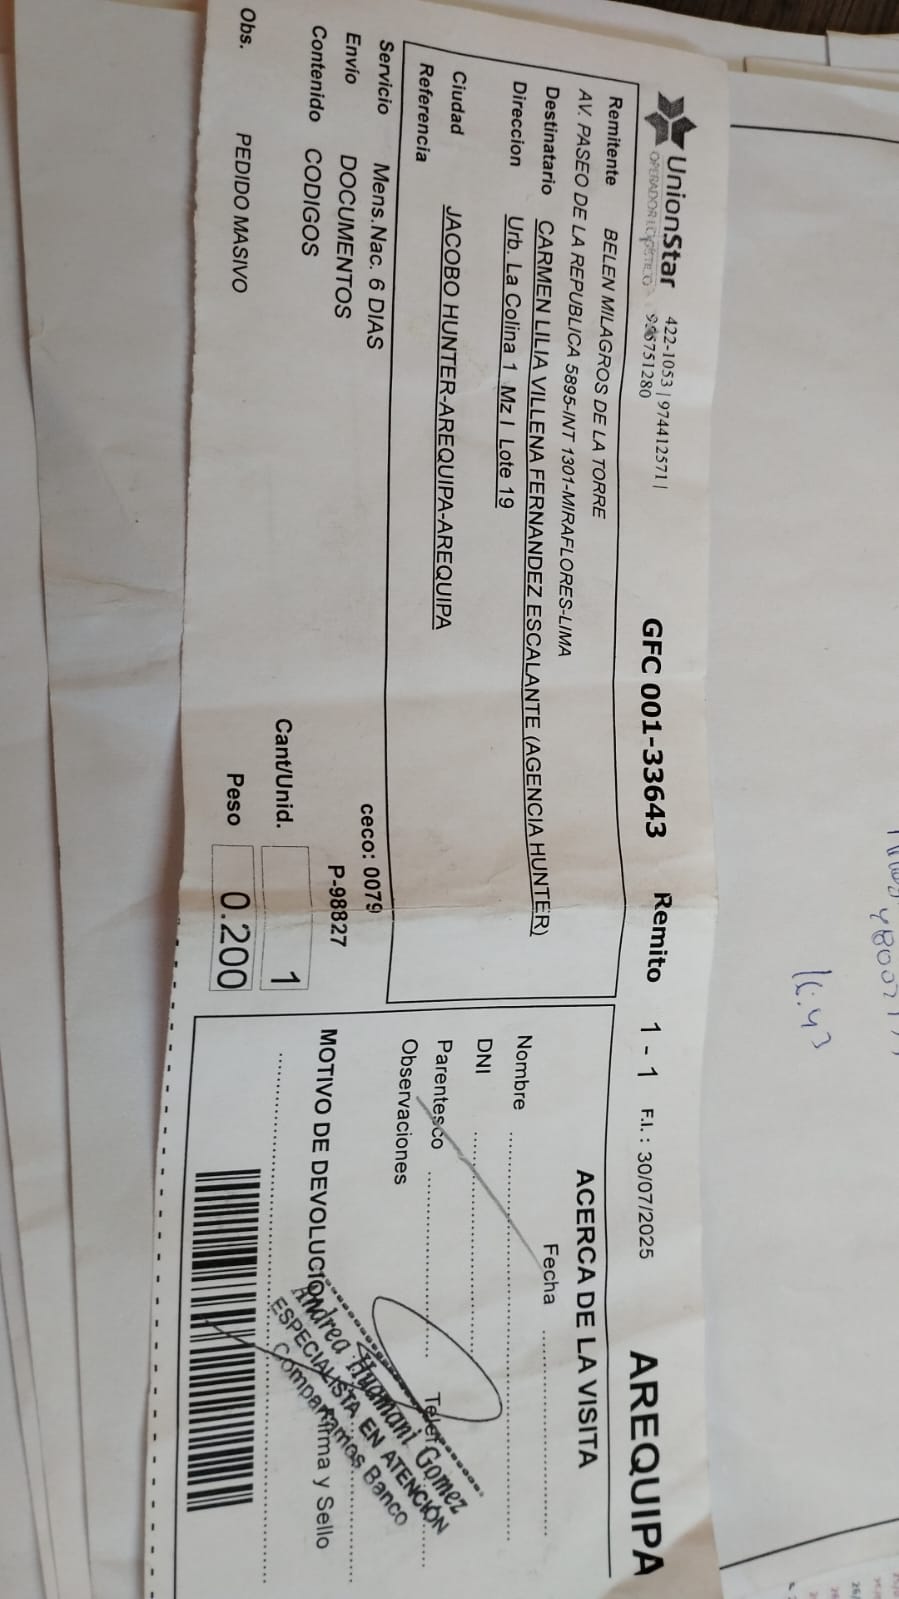 UnionStar 422-1053 | 974412571 |
OPERADOR LOGISTICO 996751280
GFC 001-33643 Remito 1 - 1 F.I. : 30/07/2025 AREQUIPA
Remitente BELEN MILAGROS DE LA TORRE
AV. PASEO DE LA REPUBLICA 5895-INT 1301-MIRAFLORES-LIMA
Destinatario CARMEN LILIA VILLENA FERNANDEZ ESCALANTE (AGENCIA HUNTER)
Direccion Urb. La Colina 1 Mz I Lote 19
Ciudad JACOBO HUNTER-AREQUIPA-AREQUIPA
Referencia
Servicio Mens.Nac. 6 DIAS
ceco: 0079
Envio DOCUMENTOS
P-98827
Contenido CODIGOS
Cant/Unid. 1
Obs. PEDIDO MASIVO
Peso 0.200
ACERCA DE LA VISITA
Fecha
Nombre
DNI
Parentesco
Observaciones
MOTIVO DE DEVOLUCIÓN
Andrea Huamani Gomez
ESPECIALISTA EN ATENCIÓN
Compartamos Banco
Firma y Sello